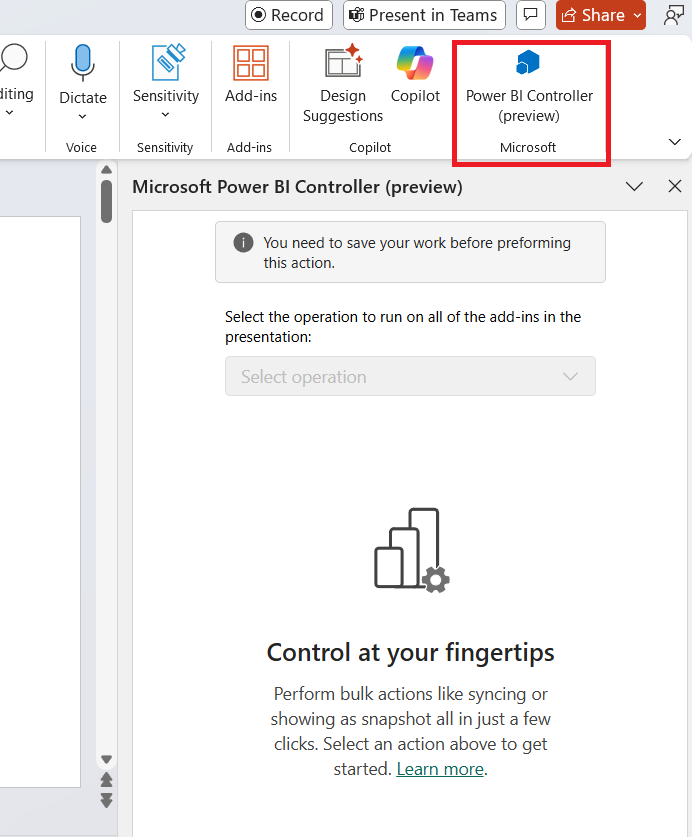 Record
Present in Teams
Share
diting
Dictate
Sensitivity
Add-ins
Design
Suggestions
Copilot
Power BI Controller
(preview)
Voice
Sensitivity
Add-ins
Copilot
Microsoft
Microsoft Power BI Controller (preview)
You need to save your work before preforming
this action.
Select the operation to run on all of the add-ins in the
presentation:
Select operation
Control at your fingertips
Perform bulk actions like syncing or
showing as snapshot all in just a few
clicks. Select an action above to get
started. Learn more.